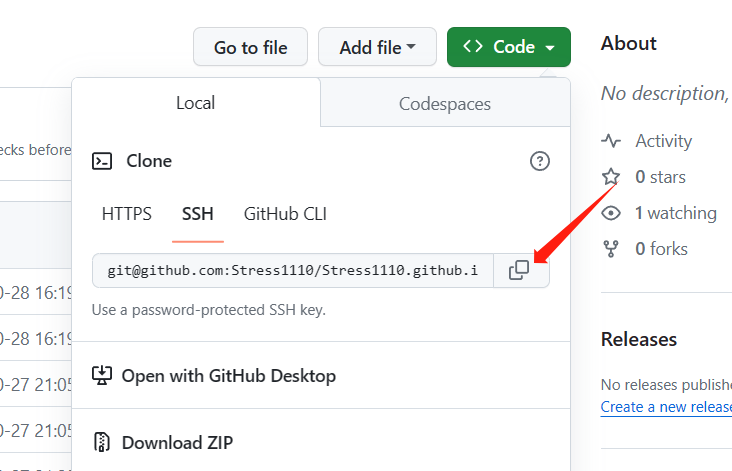 Go to file
Add file
Code
About
Local
Codespaces
No description,
ecks before
Clone
Activity
0 stars
HTTPS
SSH
GitHub CLI
1 watching
0 forks
git@github.com:Stress1110/Stress1110.github.i
0-28 16:19
Use a password-protected SSH key.
0-28 16:19
Releases
Open with GitHub Desktop
0-27 21:05
No releases publishe
Create a new release
0-27 21:05
Download ZIP